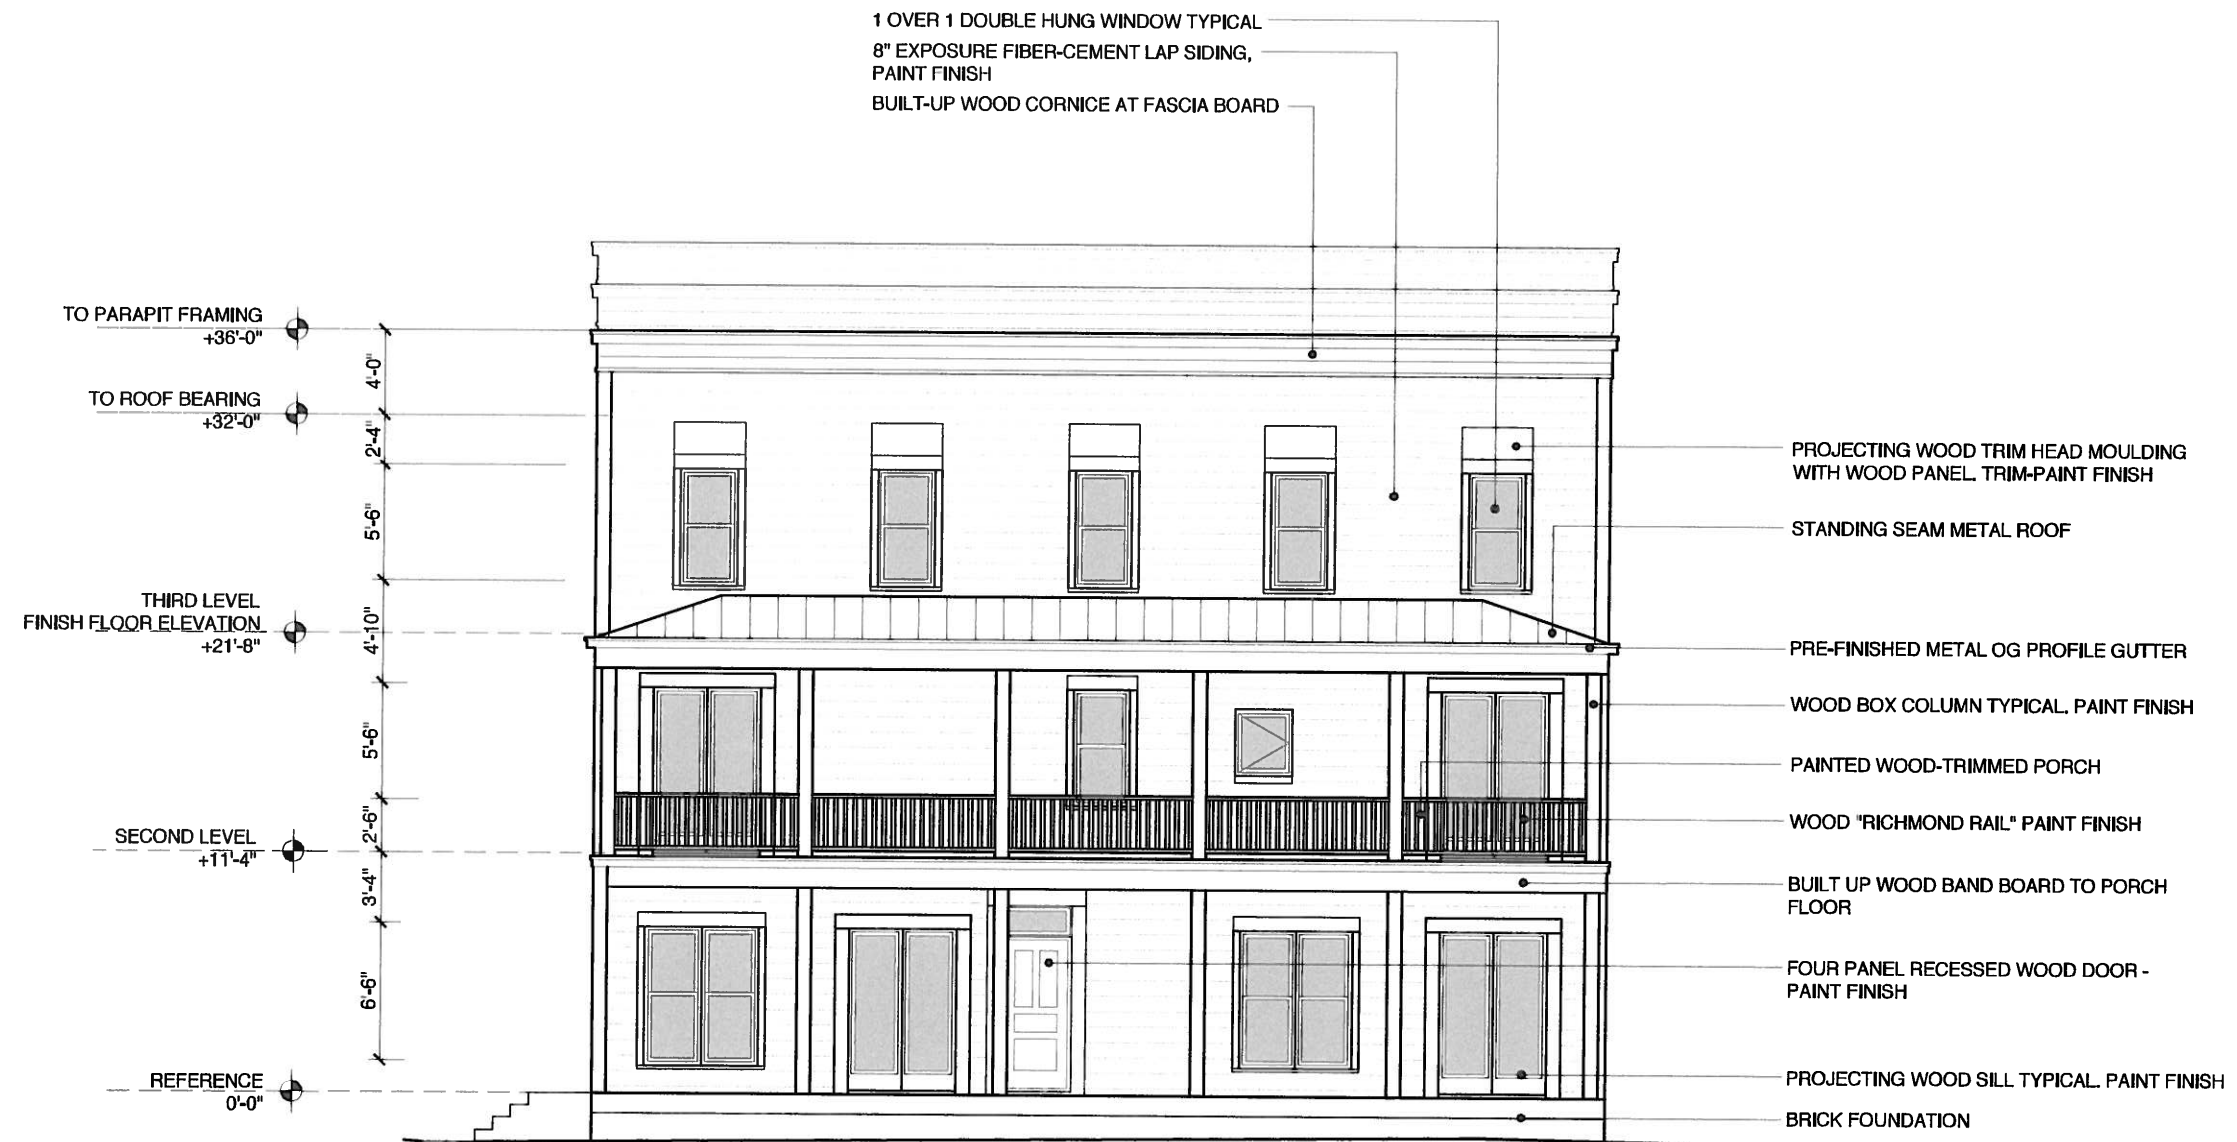 1 OVER 1 DOUBLE HUNG WINDOW TYPICAL
8" EXPOSURE FIBER-CEMENT LAP SIDING,
PAINT FINISH
BUILT-UP WOOD CORNICE AT FASCIA BOARD
TO PARAPIT FRAMING
+36'-0"
4'-0"
TO ROOF BEARING
+32'-0"
2'-4"
5'-6"
THIRD LEVEL
FINISH FLOOR ELEVATION
+21'-8"
4'-10"
5'-6"
2'-6"
SECOND LEVEL
+11'-4"
3'-4"
6'-6"
REFERENCE
0'-0"
PROJECTING WOOD TRIM HEAD MOULDING
WITH WOOD PANEL. TRIM-PAINT FINISH
STANDING SEAM METAL ROOF
PRE-FINISHED METAL OG PROFILE GUTTER
WOOD BOX COLUMN TYPICAL. PAINT FINISH
PAINTED WOOD-TRIMMED PORCH
WOOD "RICHMOND RAIL" PAINT FINISH
BUILT UP WOOD BAND BOARD TO PORCH
FLOOR
FOUR PANEL RECESSED WOOD DOOR -
PAINT FINISH
PROJECTING WOOD SILL TYPICAL. PAINT FINISH
BRICK FOUNDATION